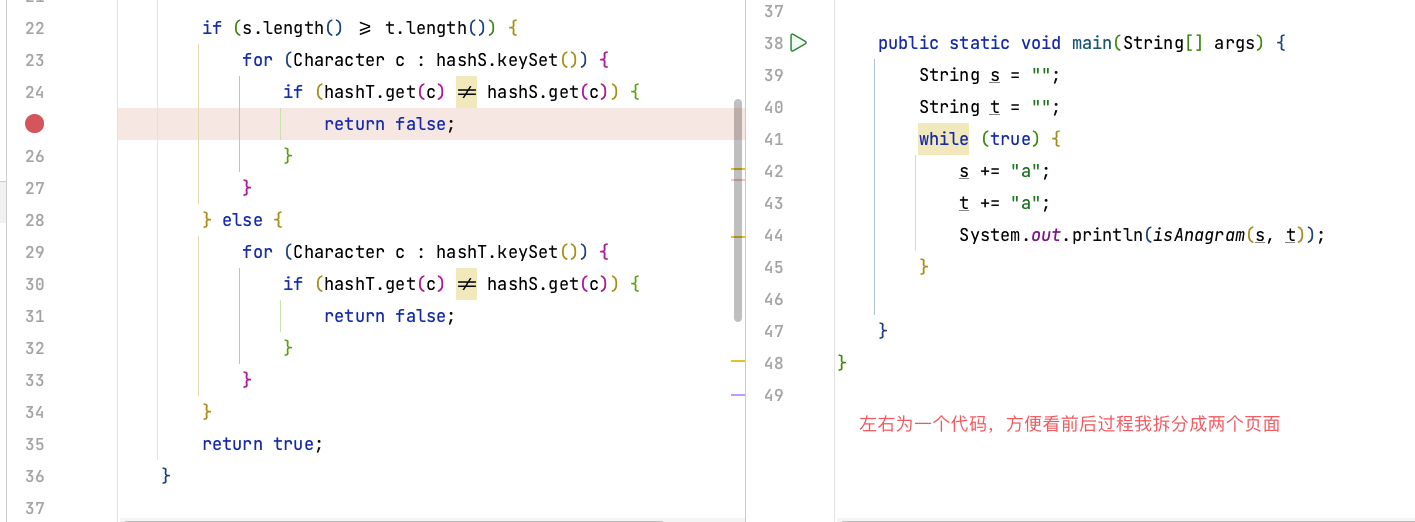 22 if (s.length() >= t.length()) {
23 for (Character c : hashS.keySet()) {
24 if (hashT.get(c) != hashS.get(c)) {
return false;
26 }
27 }
28 } else {
29 for (Character c : hashT.keySet()) {
30 if (hashT.get(c) != hashS.get(c)) {
31 return false;
32 }
33 }
34 }
35 return true;
36 }
37
37
38 public static void main(String[] args) {
39 String s = "";
40 String t = "";
41 while (true) {
42 s += "a";
43 t += "a";
44 System.out.println(isAnagram(s, t));
45 }
46
47 }
48 }
49
左右为一个代码，方便看前后过程我拆分成两个页面